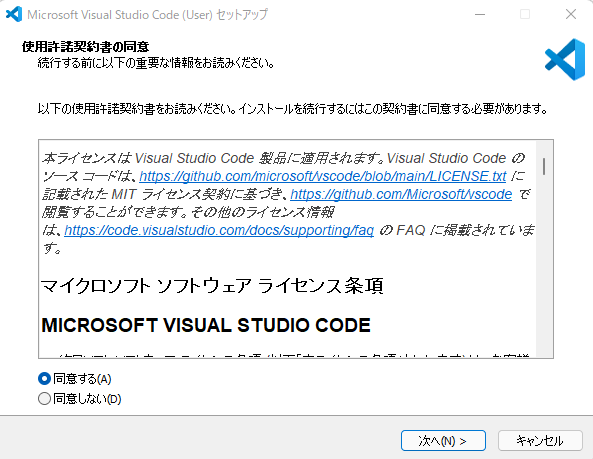 Microsoft Visual Studio Code (User) セットアップ
使用許諾契約書の同意
続行する前に以下の重要な情報をお読みください。
以下の使用許諾契約書をお読みください。インストールを続行するにはこの契約書に同意する必要があります。
本ライセンスは Visual Studio Code 製品に適用されます。Visual Studio Code の
ソース コードは、https://github.com/microsoft/vscode/blob/main/LICENSE.txt に
記載された MIT ライセンス契約に基づき、https://github.com/Microsoft/vscode で
閲覧することができます。その他のライセンス情報
は、https://code.visualstudio.com/docs/supporting/faq の FAQ に掲載されていま
す。
マイクロソフト ソフトウェア ライセンス条項
MICROSOFT VISUAL STUDIO CODE
同意する(A)
同意しない(D)
次へ(N) >
キャンセル